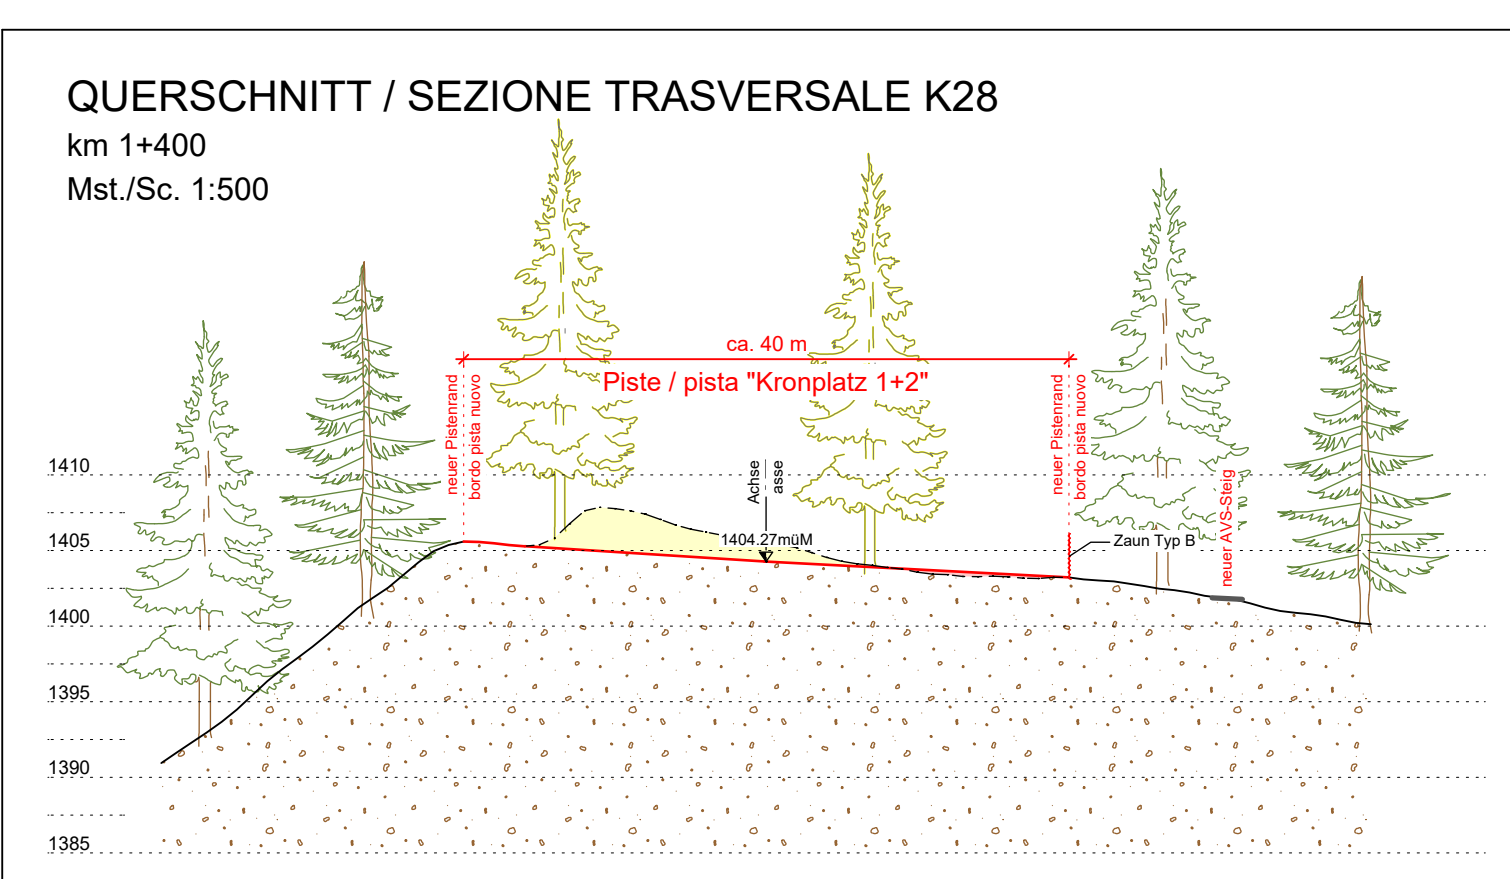 QUERSCHNITT / SEZIONE TRASVERSALE K28
km 1+400
Mst./Sc. 1:500
ca. 40 m
Piste / pista "Kronplatz 1+2"
neuer Pistenrand
bordo pista nuovo
Achse
asse
neuer Pistenrand
bordo pista nuovo
neuer AVS-Steig
1404.27müM
Zaun Typ B
1410
1405
1400
1395
1390
1385